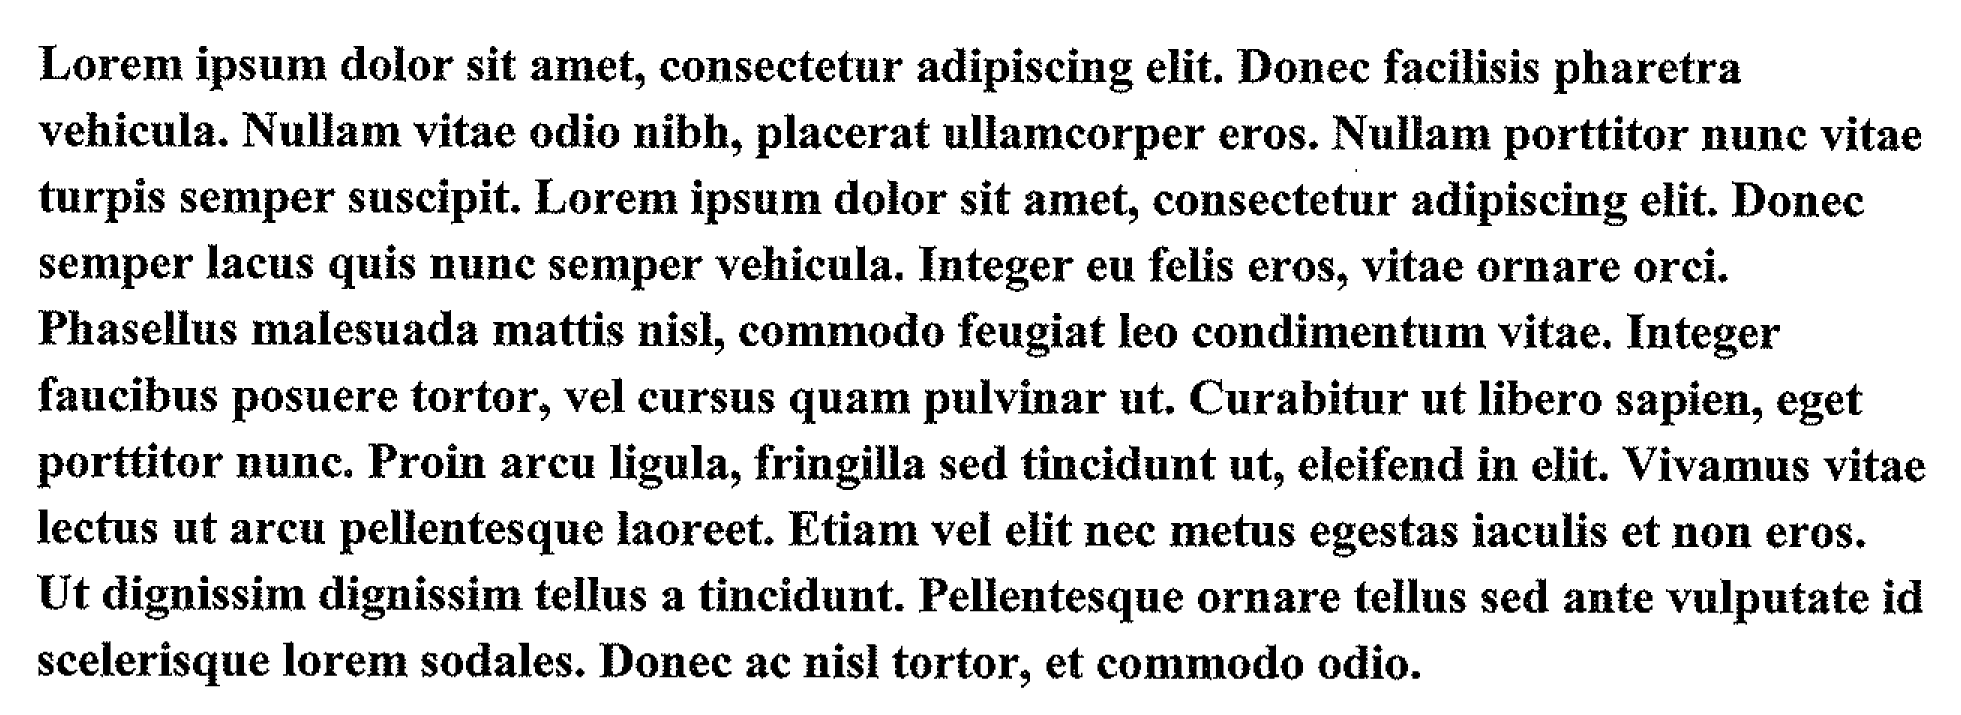 Lorem ipsum dolor sit amet, consectetur adipiscing elit. Donec facilisis pharetra
vehicula. Nullam vitae odio nibh, placerat ullamcorper eros. Nullam porttitor nunc vitae
turpis semper suscipit. Lorem ipsum dolor sit amet, consectetur adipiscing elit. Donec
semper lacus quis nunc semper vehicula. Integer eu felis eros, vitae ornare orci.
Phasellus malesuada mattis nisl, commodo feugiat leo condimentum vitae. Integer
faucibus posuere tortor, vel cursus quam pulvinar ut. Curabitur ut libero sapien, eget
porttitor nunc. Proin arcu ligula, fringilla sed tincidunt ut, eleifend in elit. Vivamus vitae
lectus ut arcu pellentesque laoreet. Etiam vel elit nec metus egestas iaculis et non eros.
Ut dignissim dignissim tellus a tincidunt. Pellentesque ornare tellus sed ante vulputate id
scelerisque lorem sodales. Donec ac nisl tortor, et commodo odio.